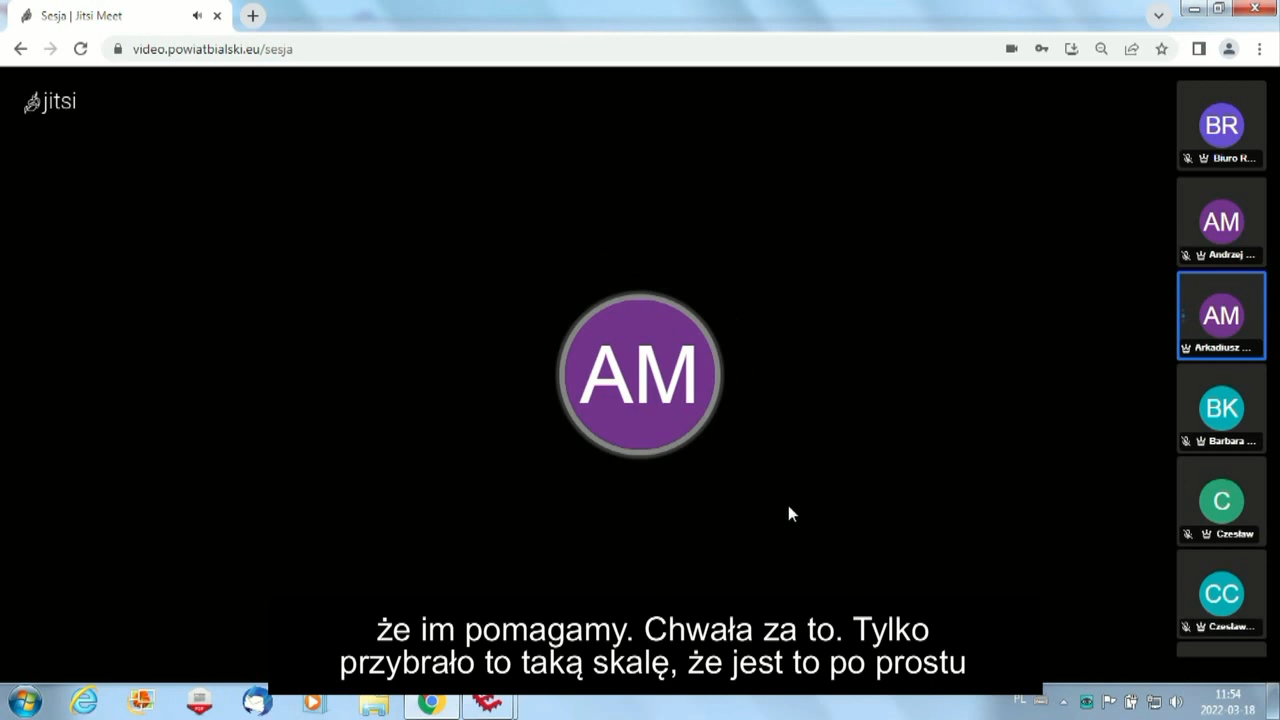 Sesja | Jitsi Meet
video.powiatbialski.eu/sesja
jitsi
BR
Biuro R...
AM
Andrzej ...
AM
Arkadiusz ...
BK
Barbara ...
C
Czesław
CC
Czesław...
AM
że im pomagamy. Chwała za to. Tylko
przybrało to taką skalę, że jest to po prostu
PL
11:54
2022-03-18